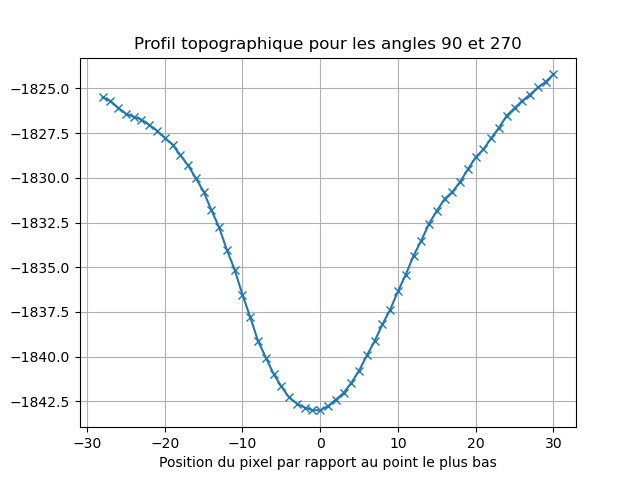 Profil topographique pour les angles 90 et 270
−1825.0
−1827.5
−1830.0
−1832.5
−1835.0
−1837.5
−1840.0
−1842.5
−30 −20 −10 0 10 20 30
Position du pixel par rapport au point le plus bas